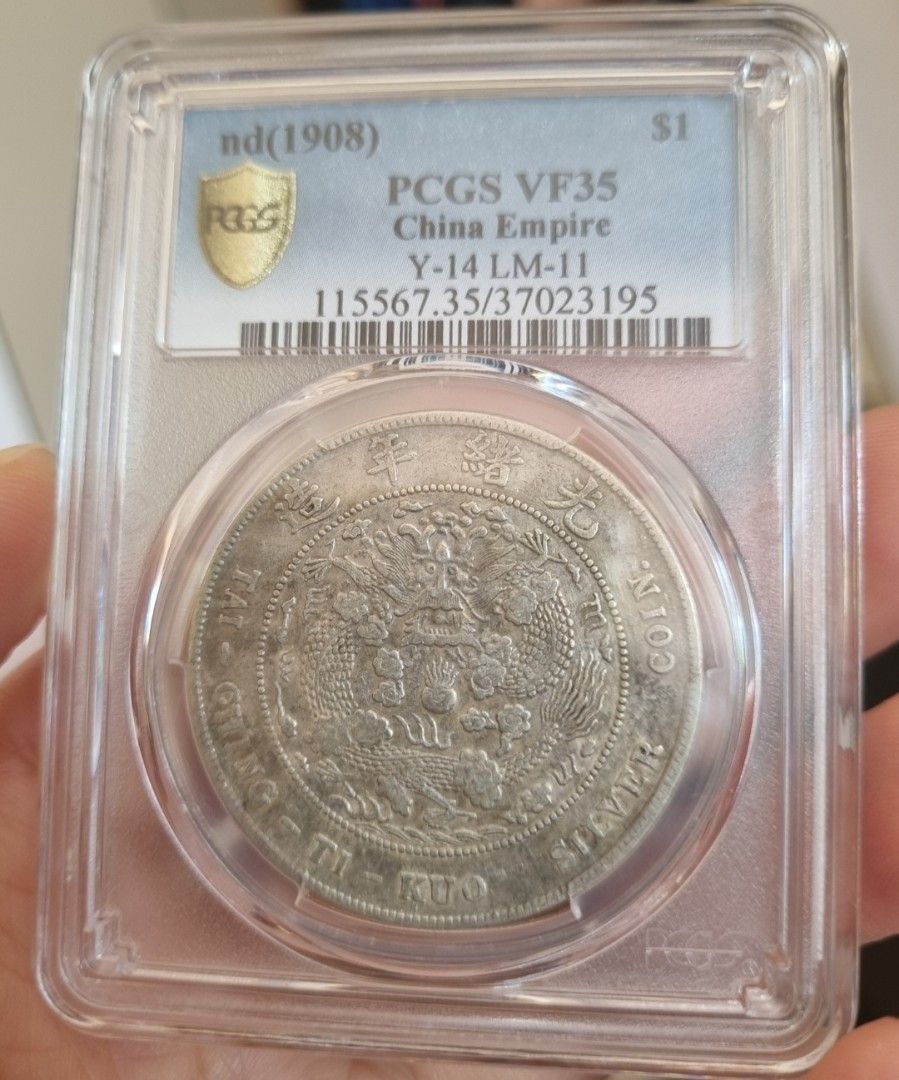 nd(1908) $1
PCGS
PCGS VF35
China Empire
Y-14 LM-11
115567.35/37023195
造年緒光
TAI-CHING-TI-KUO SILVER COIN.
PCGS